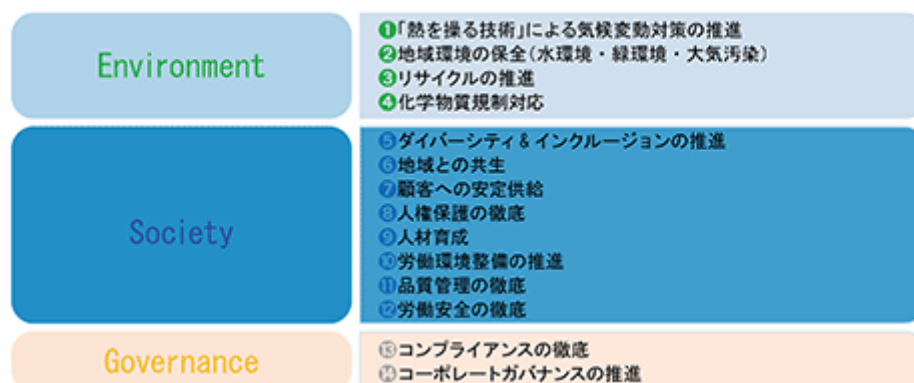 Environment
❶「熱を操る技術」による気候変動対策の推進
❷地域環境の保全(水環境・緑環境・大気汚染)
❸リサイクルの推進
❹化学物質規制対応
Society
❺ダイバーシティ&インクルージョンの推進
❻地域との共生
❼顧客への安定供給
❽人権保護の徹底
❾人材育成
❿労働環境整備の推進
⓫品質管理の徹底
⓬労働安全の徹底
Governance
⓭コンプライアンスの徹底
⓮コーポレートガバナンスの推進